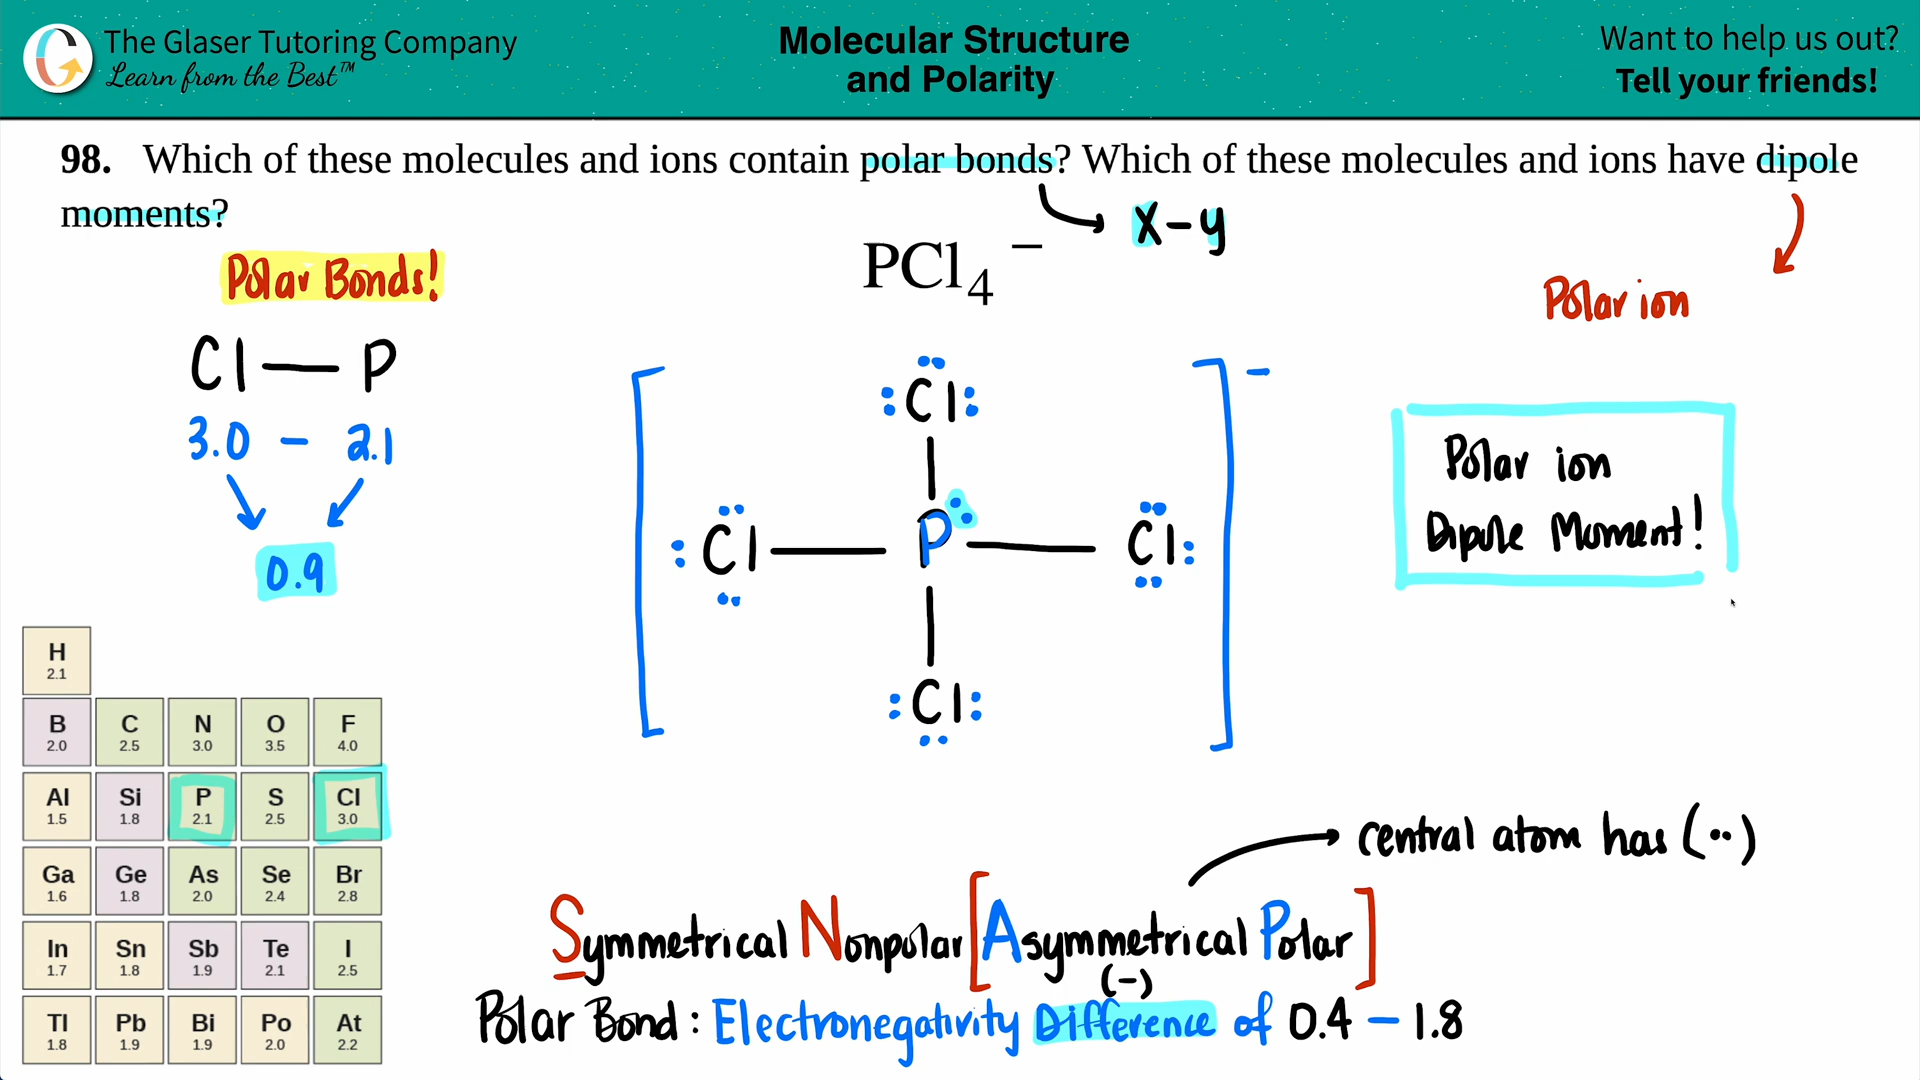 The Glaser Tutoring Company
Learn from the Best™
Molecular Structure
and Polarity
Want to help us out?
Tell your friends!
98. Which of these molecules and ions contain polar bonds? Which of these molecules and ions have dipole
moments?
X – y
PCl₄⁻
Polar Bonds!
Cl — P
3.0 – 2.1
0.9
Polar ion
Cl
Cl P Cl
Cl
–
Polar ion
Dipole Moment!
H
2.1
B C N O F
2.0 2.5 3.0 3.5 4.0
Al Si P S Cl
1.5 1.8 2.1 2.5 3.0
Ga Ge As Se Br
1.6 1.8 2.0 2.4 2.8
In Sn Sb Te I
1.7 1.8 1.9 2.1 2.5
Tl Pb Bi Po At
1.8 1.9 1.9 2.0 2.2
central atom has (··)
Symmetrical Nonpolar [Asymmetrical Polar]
(–)
Polar Bond: Electronegativity Difference of 0.4 – 1.8